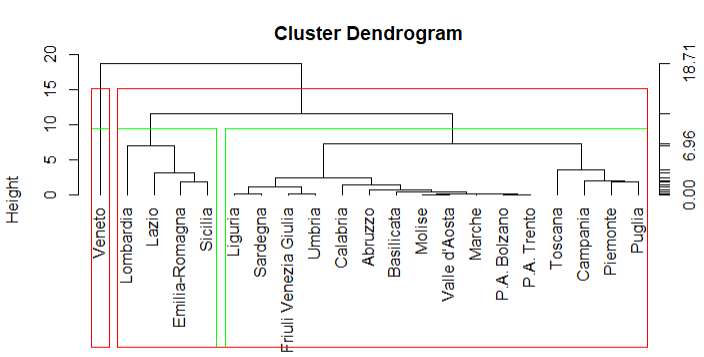 Cluster Dendrogram
Height
20
15
10
5
0
18.71
6.96
0.00
Veneto
Lombardia
Lazio
Emilia-Romagna
Sicilia
Liguria
Sardegna
Friuli Venezia Giulia
Umbria
Calabria
Abruzzo
Basilicata
Molise
Valle d'Aosta
Marche
P.A. Bolzano
P.A. Trento
Toscana
Campania
Piemonte
Puglia